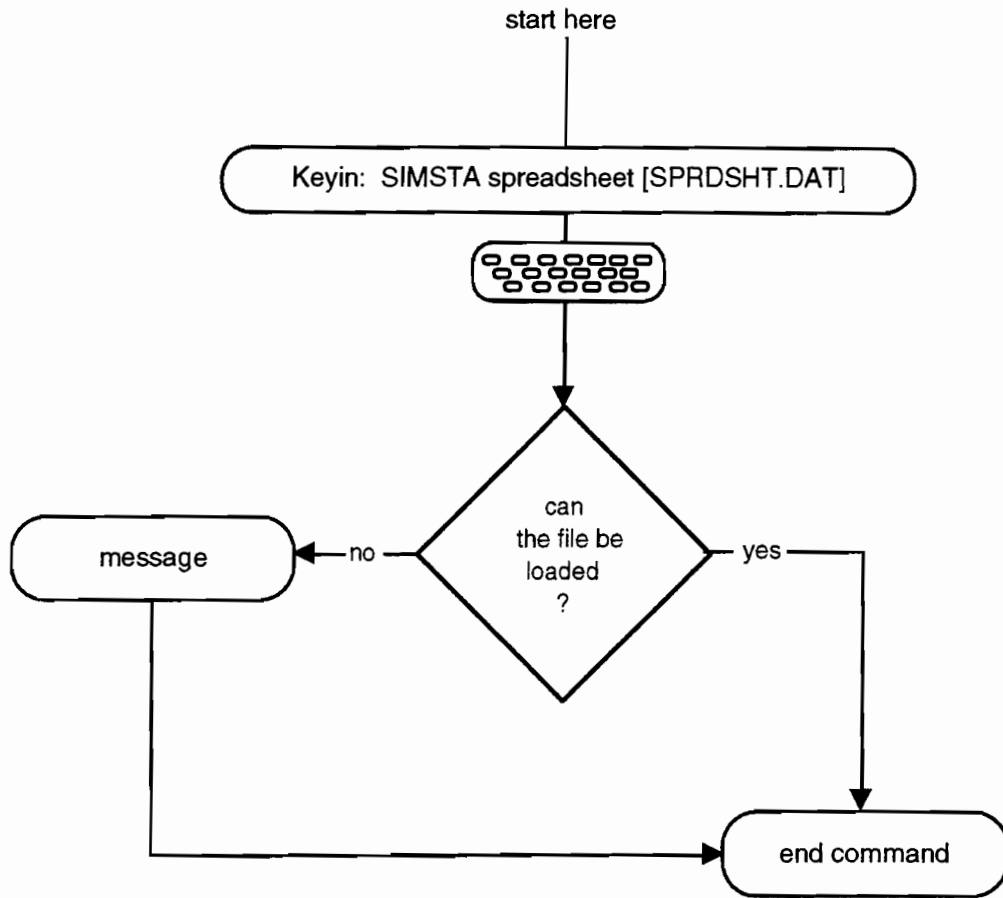 start here
Keyin: SIMSTA spreadsheet [SPRDSHT.DAT]
can
the file be
loaded
?
no
yes
message
end command